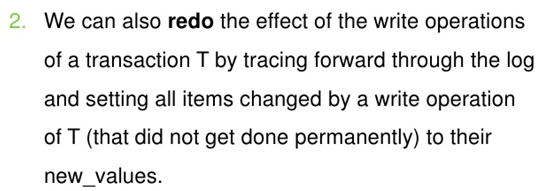 2. We can also redo the effect of the write operations
of a transaction T by tracing forward through the log
and setting all items changed by a write operation
of T (that did not get done permanently) to their
new_values.